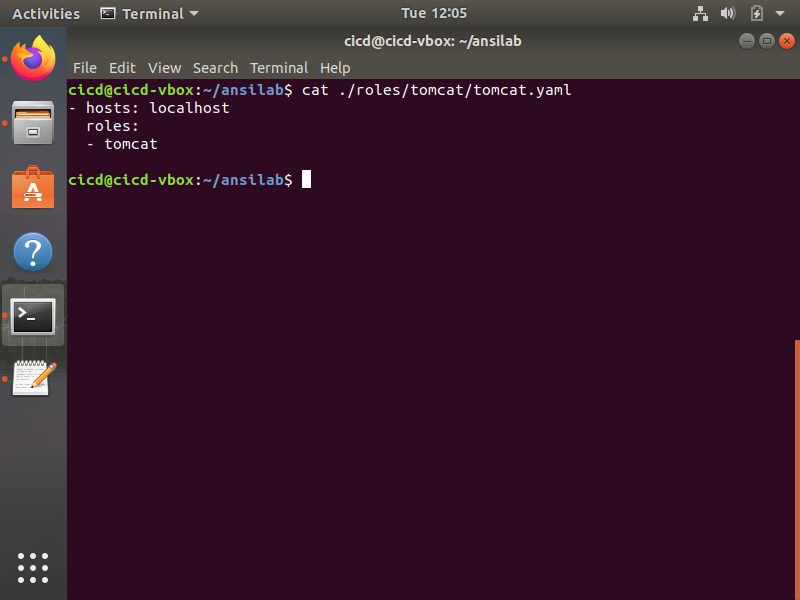 Activities Terminal Tue 12:05
cicd@cicd-vbox: ~/ansilab
File Edit View Search Terminal Help
cicd@cicd-vbox:~/ansilab$ cat ./roles/tomcat/tomcat.yaml
- hosts: localhost
  roles:
  - tomcat
cicd@cicd-vbox:~/ansilab$